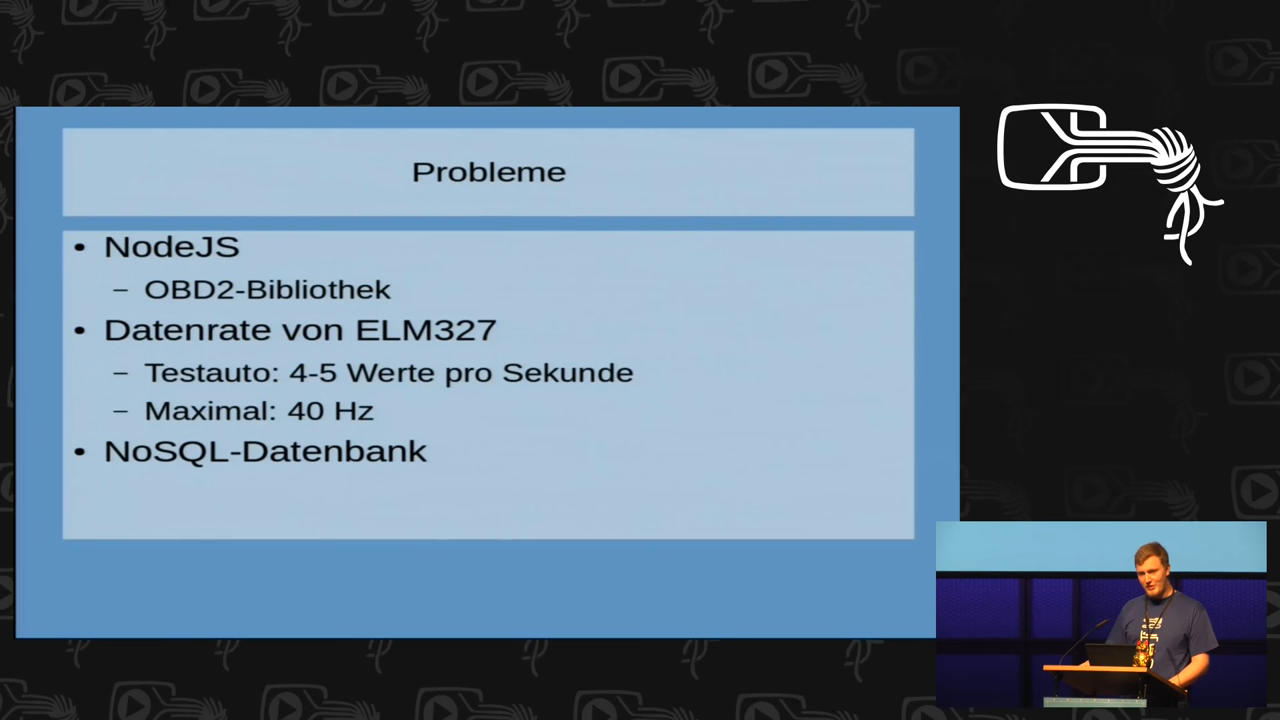 Probleme
• NodeJS
– OBD2-Bibliothek
• Datenrate von ELM327
– Testauto: 4-5 Werte pro Sekunde
– Maximal: 40 Hz
• NoSQL-Datenbank